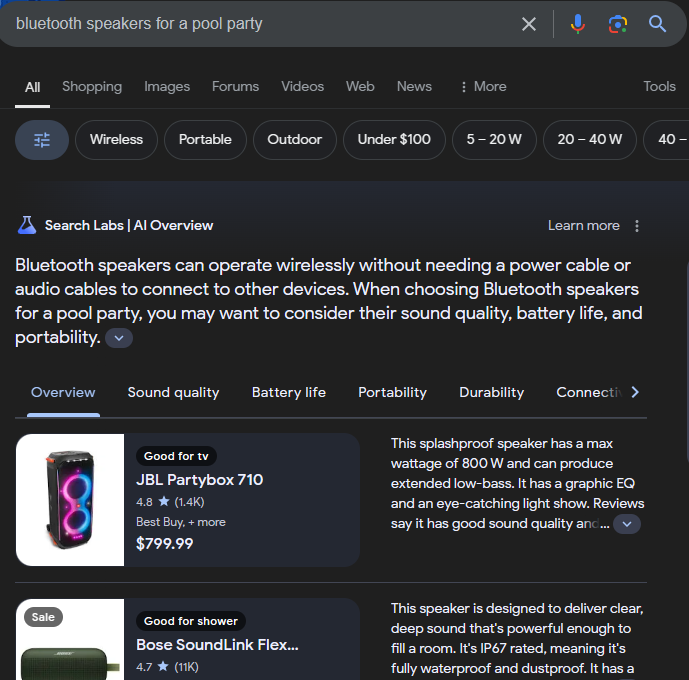 bluetooth speakers for a pool party
All Shopping Images Forums Videos Web News More Tools
Wireless Portable Outdoor Under $100 5 – 20 W 20 – 40 W 40 –
Search Labs | AI Overview Learn more
Bluetooth speakers can operate wirelessly without needing a power cable or
audio cables to connect to other devices. When choosing Bluetooth speakers
for a pool party, you may want to consider their sound quality, battery life, and
portability.
Overview Sound quality Battery life Portability Durability Connecti
Good for tv
JBL Partybox 710
4.8 ★ (1.4K)
Best Buy, + more
$799.99
This splashproof speaker has a max
wattage of 800 W and can produce
extended low-bass. It has a graphic EQ
and an eye-catching light show. Reviews
say it has good sound quality and...
Sale
Good for shower
Bose SoundLink Flex...
4.7 ★ (11K)
This speaker is designed to deliver clear,
deep sound that's powerful enough to
fill a room. It's IP67 rated, meaning it's
fully waterproof and dustproof. It has a